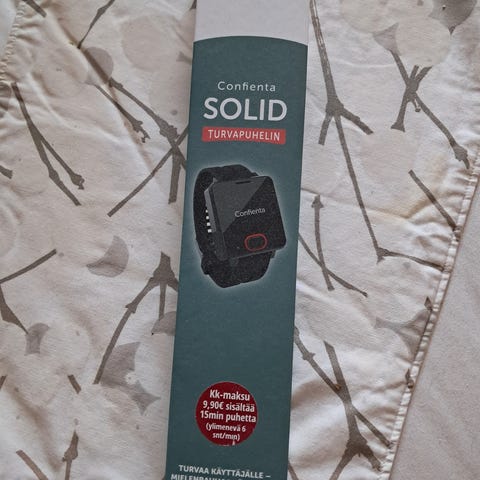 Confienta
SOLID
TURVAPUHELIN
Confienta
Kk-maksu
9,90€ sisältää
15min puhetta
(ylimenevä 6
snt/min)
TURVAA KÄYTTÄJÄLLE –